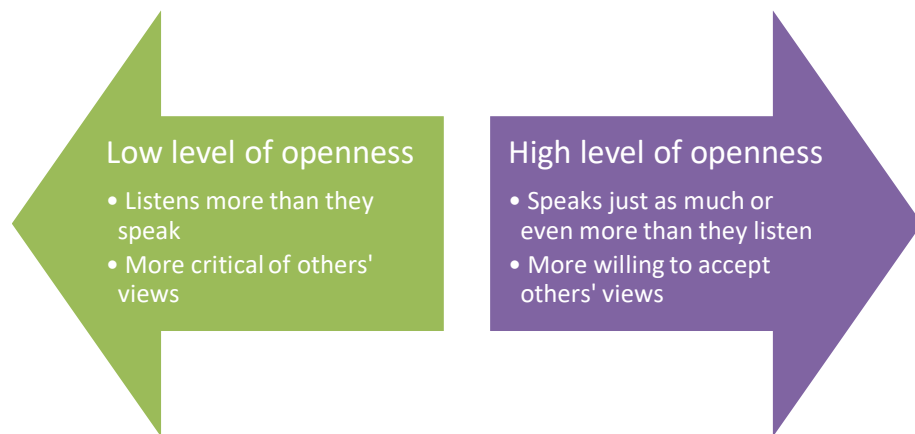 Low level of openness
• Listens more than they
speak
• More critical of others'
views
High level of openness
• Speaks just as much or
even more than they listen
• More willing to accept
others' views